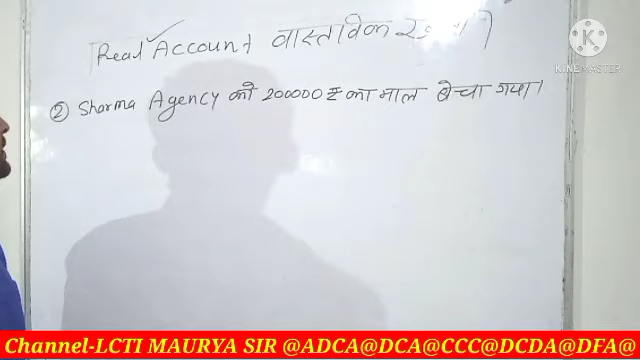 Real Account वास्तविक
② Sharma Agency को 200000 ₹ का माल बेचा गया।
KINEMASTER
Channel-LCTI MAURYA SIR @ADCA@DCA@CCC@DCDA@DFA@